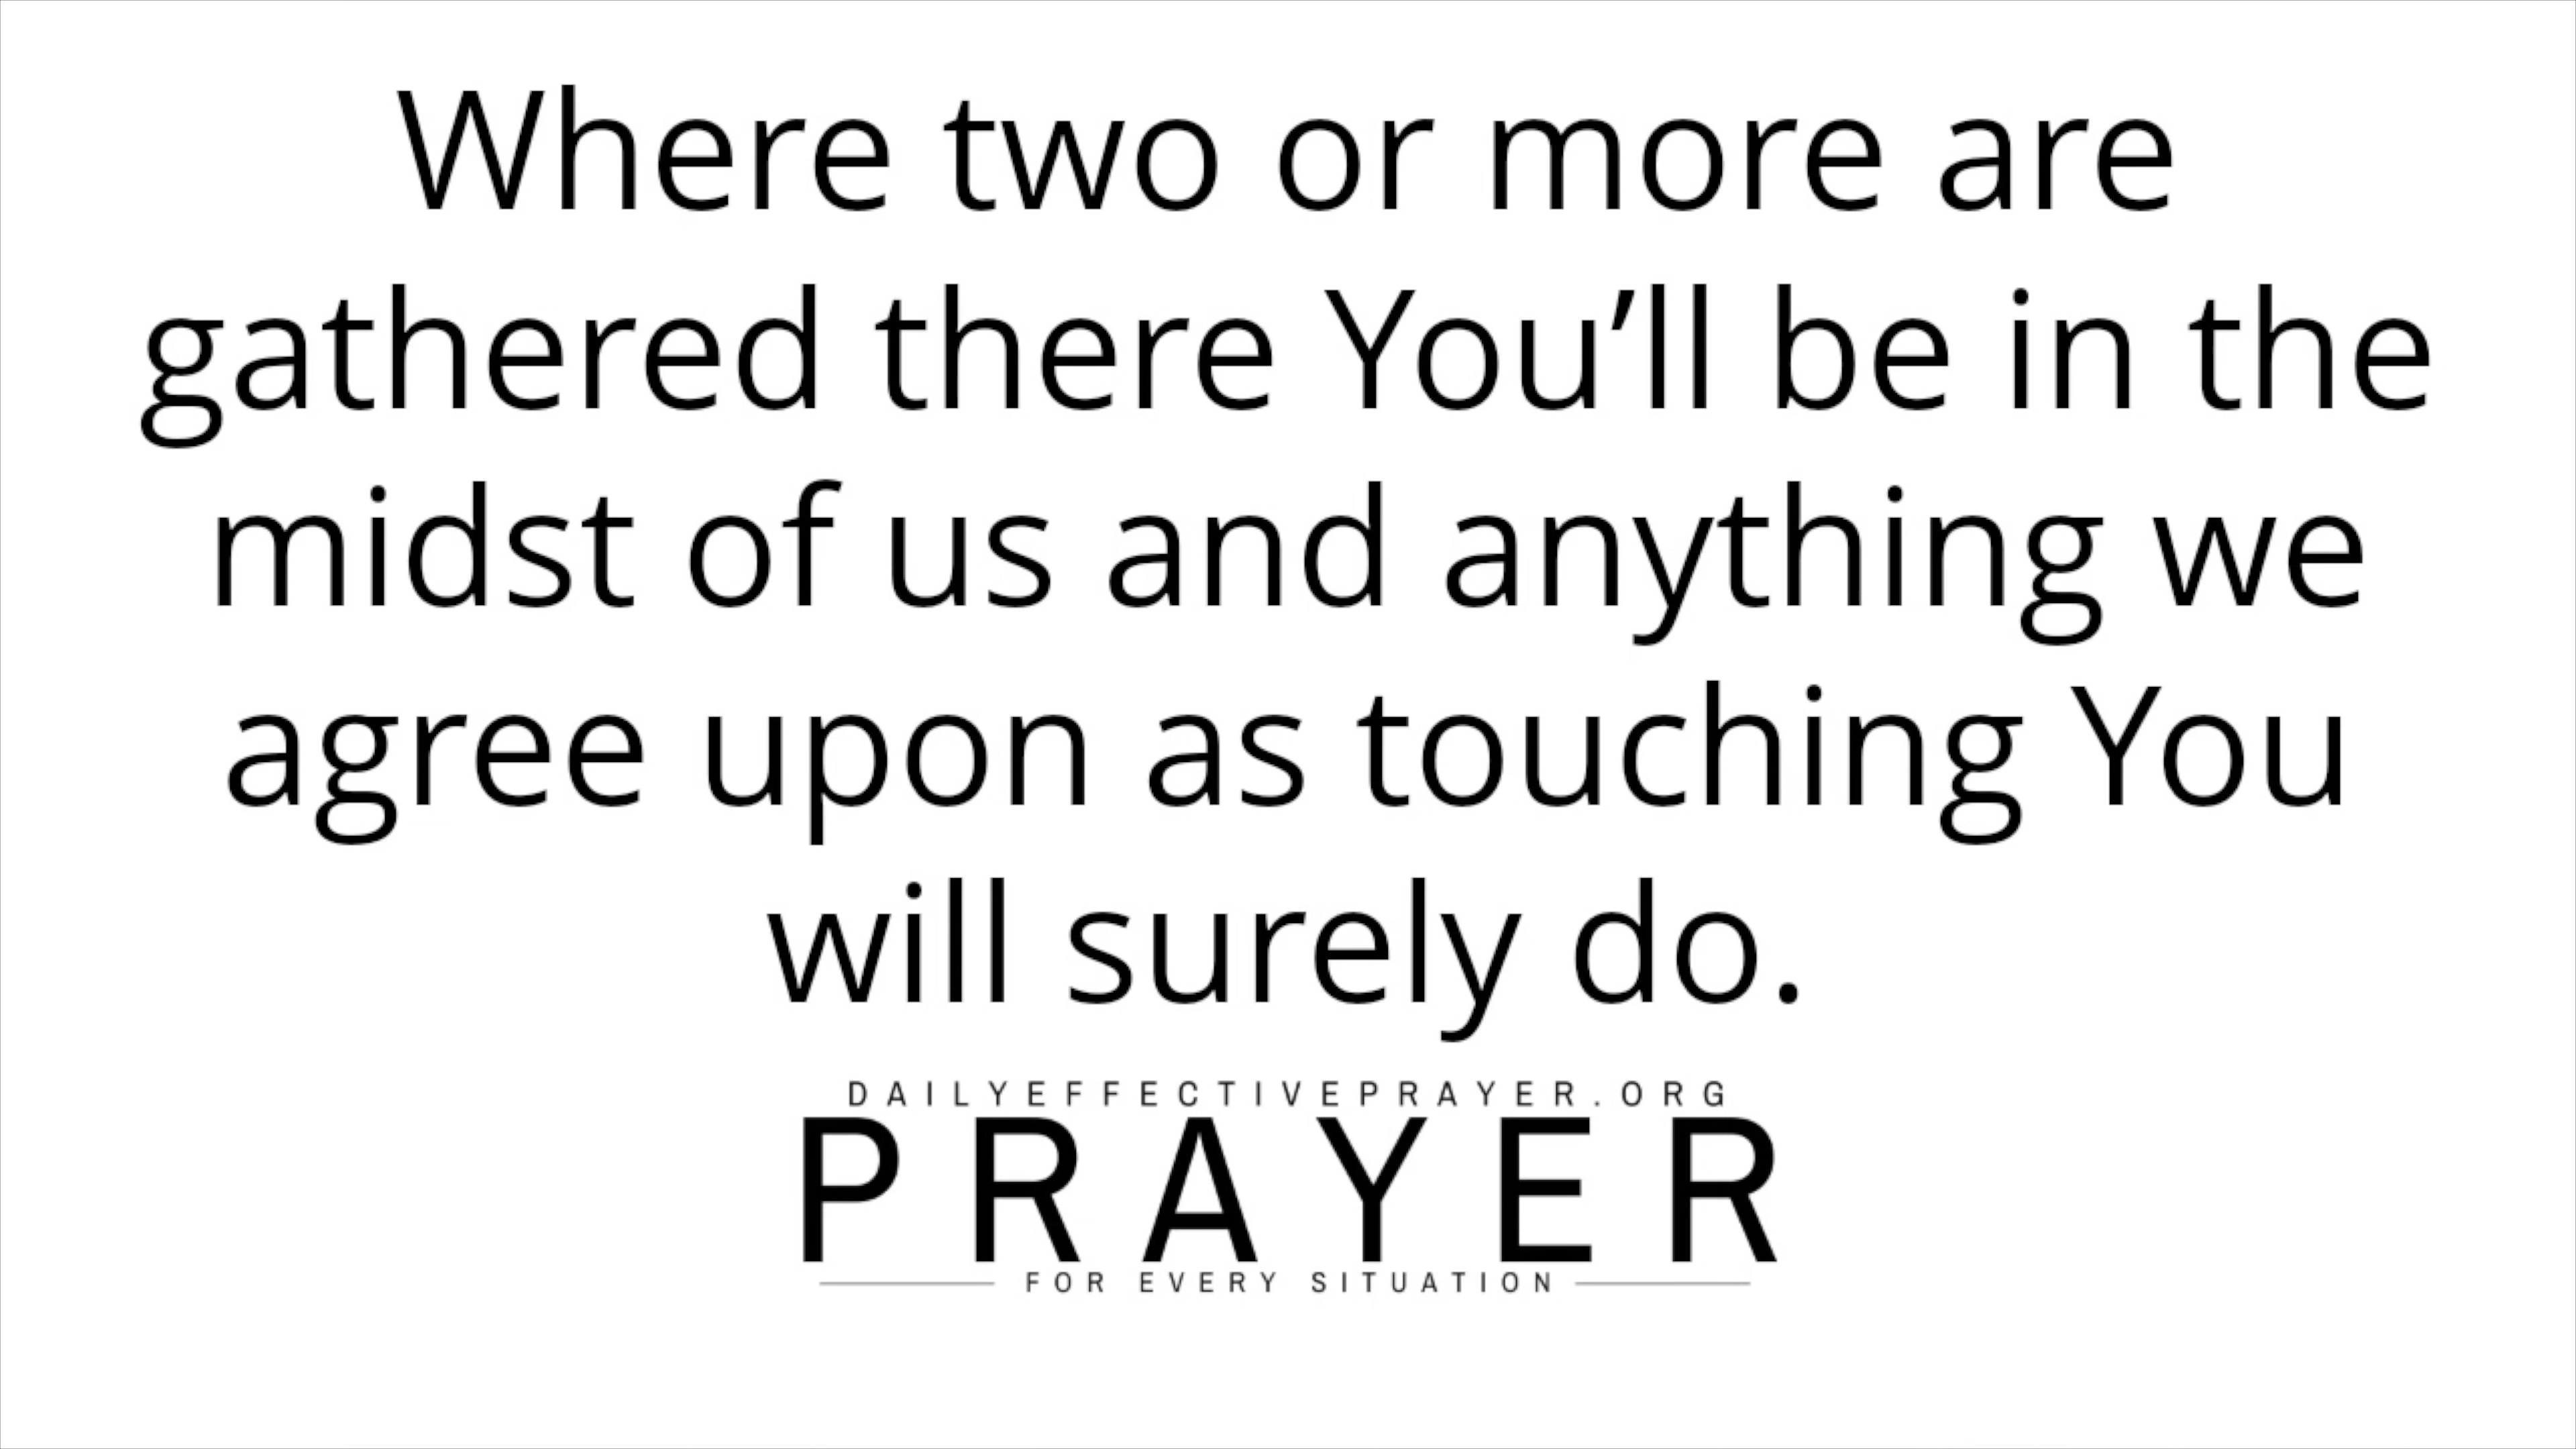 Where two or more are
gathered there You’ll be in the
midst of us and anything we
agree upon as touching You
will surely do.
DAILYEFFECTIVEPRAYER.ORG
PRAYER
FOR EVERY SITUATION